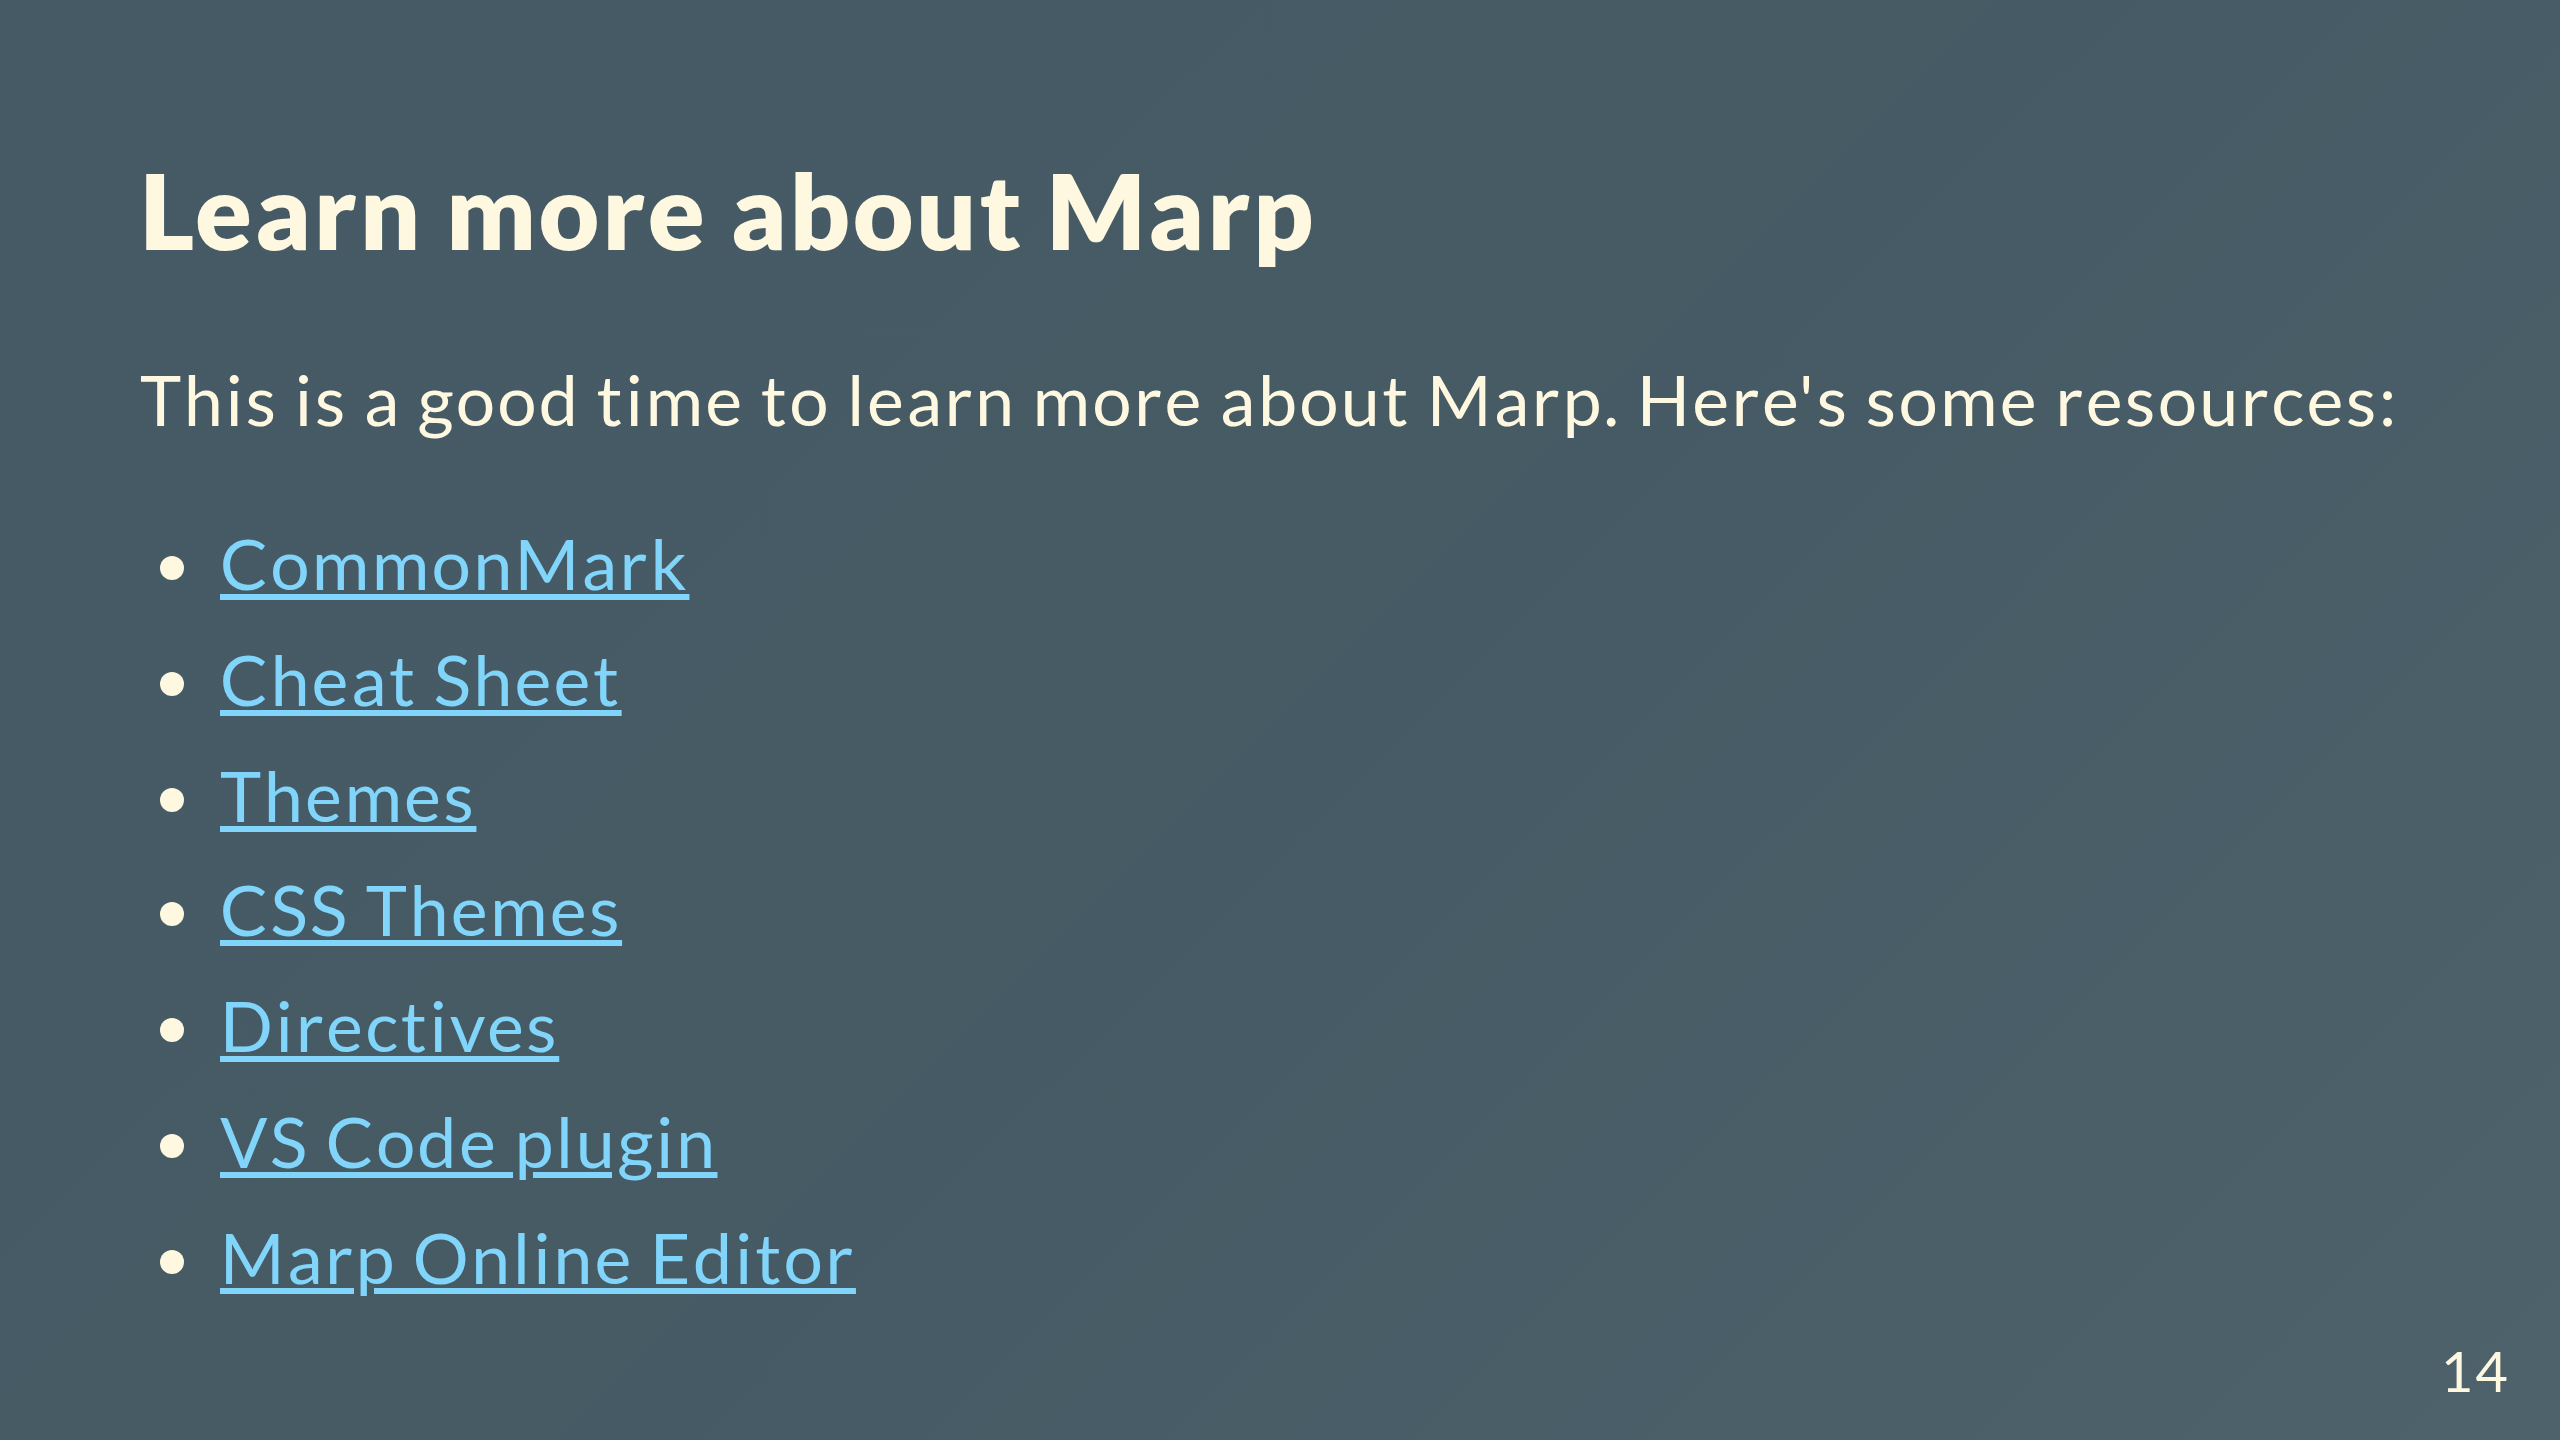 Learn more about Marp
This is a good time to learn more about Marp. Here's some resources:
CommonMark
Cheat Sheet
Themes
CSS Themes
Directives
VS Code plugin
Marp Online Editor
14